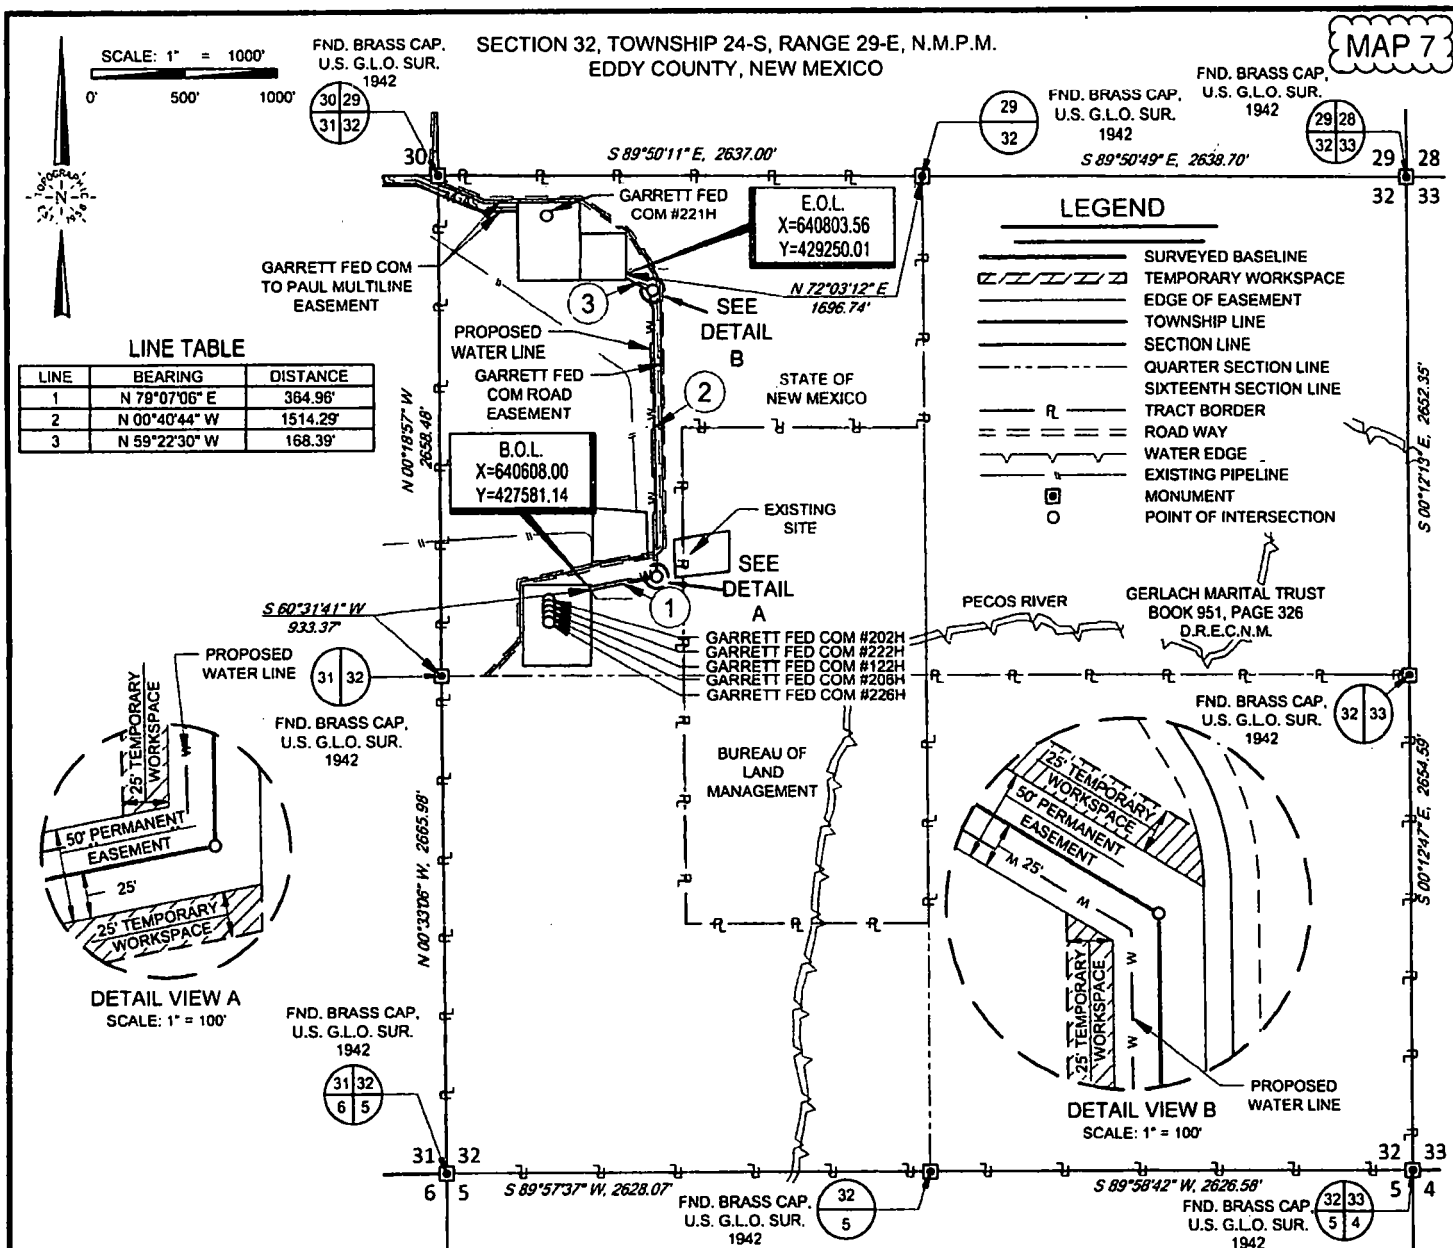 SECTION 32, TOWNSHIP 24-S, RANGE 29-E, N.M.P.M.
EDDY COUNTY, NEW MEXICO
MAP 7
SCALE: 1" = 1000'
0' 500' 1000'
N
FND. BRASS CAP,
U.S. G.L.O. SUR.
1942
30 29
31 32
29
32
FND. BRASS CAP,
U.S. G.L.O. SUR.
1942
FND. BRASS CAP,
U.S. G.L.O. SUR.
1942
29 28
32 33
30
S 89°50'11" E, 2637.00'
S 89°50'49" E, 2638.70'
29 28
32 33
GARRETT FED
COM #221H
E.O.L.
X=640803.56
Y=429250.01
GARRETT FED COM
TO PAUL MULTILINE
EASEMENT
N 72°03'12" E
1696.74'
3
SEE
DETAIL
B
PROPOSED
WATER LINE
GARRETT FED
COM ROAD
EASEMENT
2
STATE OF
NEW MEXICO
LEGEND
SURVEYED BASELINE
TEMPORARY WORKSPACE
EDGE OF EASEMENT
TOWNSHIP LINE
SECTION LINE
QUARTER SECTION LINE
SIXTEENTH SECTION LINE
TRACT BORDER
ROAD WAY
WATER EDGE
EXISTING PIPELINE
MONUMENT
POINT OF INTERSECTION
LINE TABLE
LINE BEARING DISTANCE
1 N 79°07'06" E 364.96'
2 N 00°40'44" W 1514.29'
3 N 59°22'30" W 168.39'
N 00°18'57" W
2658.48'
S 00°12'13" E, 2652.35'
B.O.L.
X=640608.00
Y=427581.14
EXISTING
SITE
SEE
DETAIL
A
1
S 60°31'41" W
933.37'
PECOS RIVER
GERLACH MARITAL TRUST
BOOK 951, PAGE 326
D.R.E.C.N.M.
GARRETT FED COM #202H
GARRETT FED COM #222H
GARRETT FED COM #122H
GARRETT FED COM #206H
GARRETT FED COM #226H
PROPOSED
WATER LINE
31 32
FND. BRASS CAP,
U.S. G.L.O. SUR.
1942
FND. BRASS CAP,
U.S. G.L.O. SUR.
1942
32 33
BUREAU OF
LAND
MANAGEMENT
N 00°33'06" W, 2665.98'
S 00°12'47" E, 2654.59'
25' TEMPORARY
WORKSPACE
50' PERMANENT
EASEMENT
25'
25' TEMPORARY
WORKSPACE
DETAIL VIEW A
SCALE: 1" = 100'
25' TEMPORARY
WORKSPACE
50' PERMANENT
EASEMENT
25'
25' TEMPORARY
WORKSPACE
PROPOSED
WATER LINE
DETAIL VIEW B
SCALE: 1" = 100'
FND. BRASS CAP,
U.S. G.L.O. SUR.
1942
31 32
6 5
31 32
6 5
S 89°57'37" W, 2628.07'
FND. BRASS CAP,
U.S. G.L.O. SUR.
1942
32
5
S 89°58'42" W, 2626.58'
FND. BRASS CAP,
U.S. G.L.O. SUR.
1942
32 33
5 4
32 33
5 4